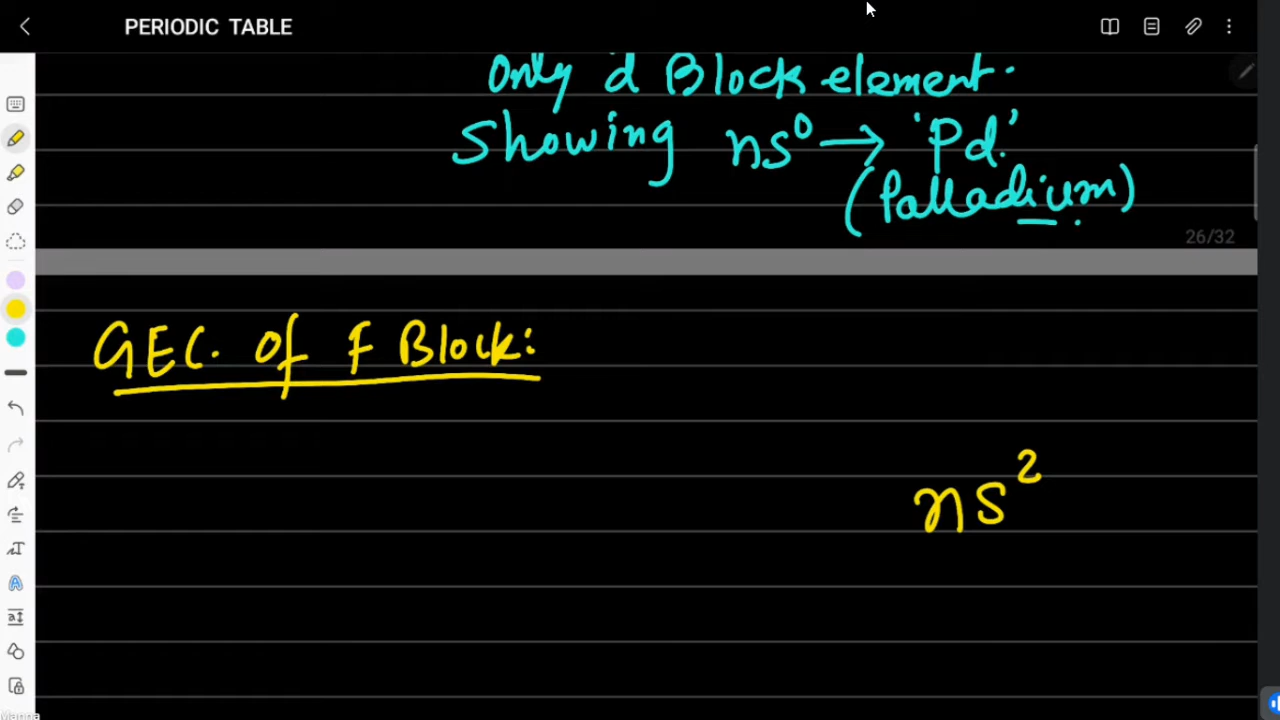 PERIODIC TABLE
Only d Block element.
Showing ns⁰ → 'Pd.'
(Palladium)
26/32
GEC. Of F Block:
ns²